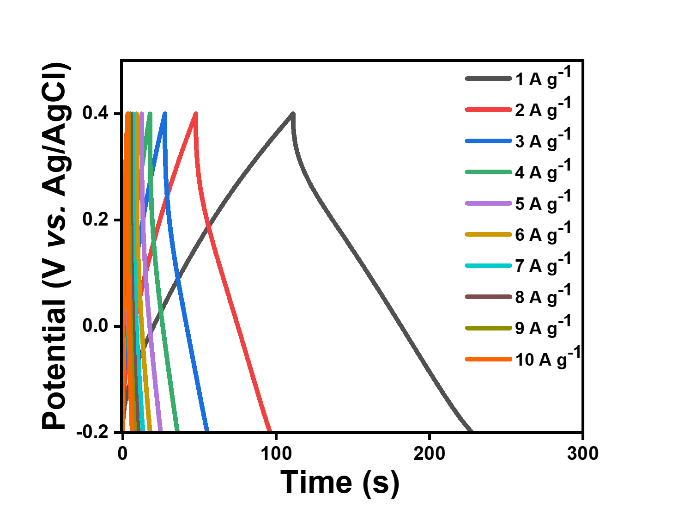 Potential (V vs. Ag/AgCl)
0.4
0.2
0.0
-0.2
0
100
200
300
Time (s)
1 A g⁻¹
2 A g⁻¹
3 A g⁻¹
4 A g⁻¹
5 A g⁻¹
6 A g⁻¹
7 A g⁻¹
8 A g⁻¹
9 A g⁻¹
10 A g⁻¹